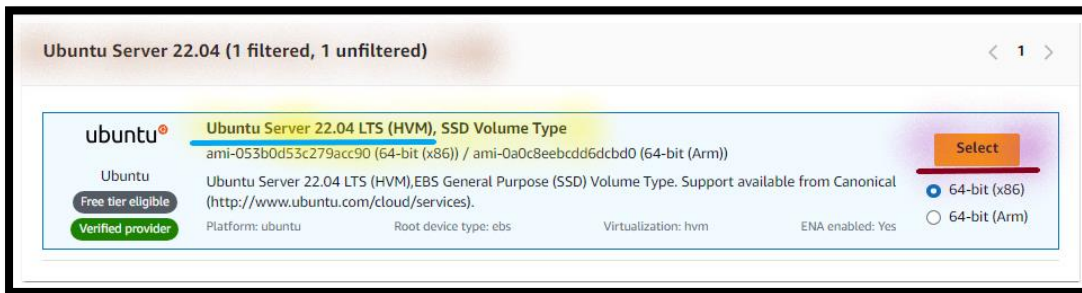 Ubuntu Server 22.04 (1 filtered, 1 unfiltered)
< 1 >
ubuntu
Ubuntu
Free tier eligible
Verified provider
Ubuntu Server 22.04 LTS (HVM), SSD Volume Type
ami-053b0d53c279acc90 (64-bit (x86)) / ami-0a0c8eebcdd6dcbd0 (64-bit (Arm))
Ubuntu Server 22.04 LTS (HVM),EBS General Purpose (SSD) Volume Type. Support available from Canonical
(http://www.ubuntu.com/cloud/services).
Platform: ubuntu Root device type: ebs Virtualization: hvm ENA enabled: Yes
Select
64-bit (x86)
64-bit (Arm)